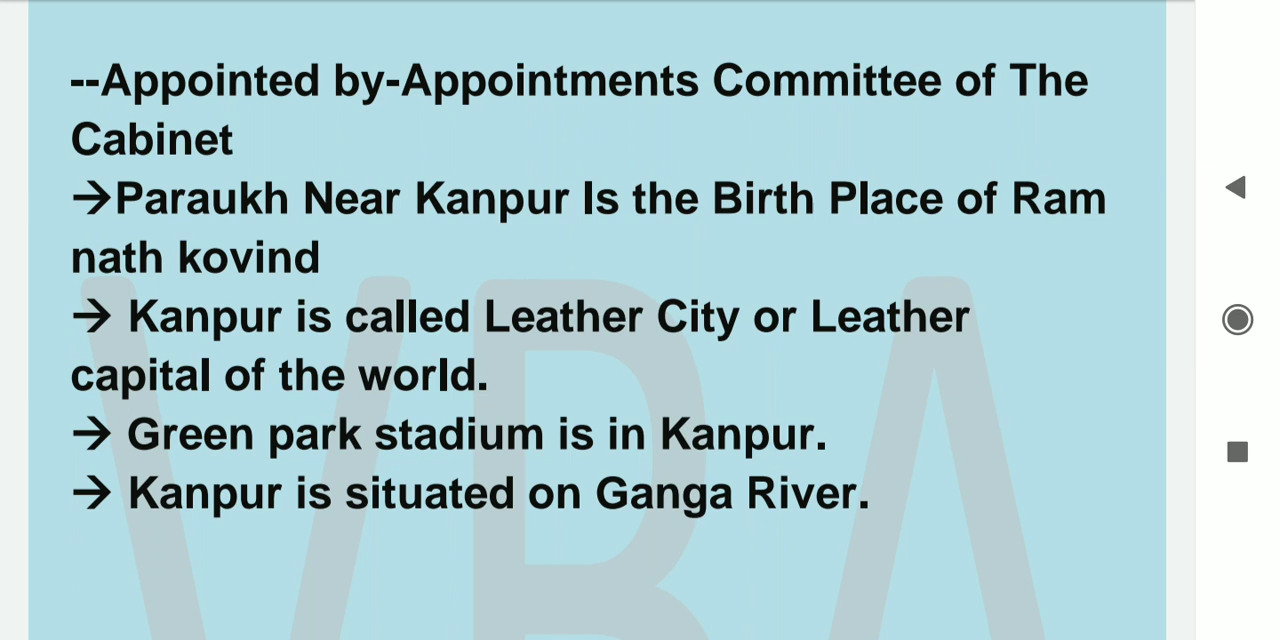 --Appointed by-Appointments Committee of The
Cabinet
→Paraukh Near Kanpur Is the Birth Place of Ram
nath kovind
→ Kanpur is called Leather City or Leather
capital of the world.
→ Green park stadium is in Kanpur.
→ Kanpur is situated on Ganga River.
VBA